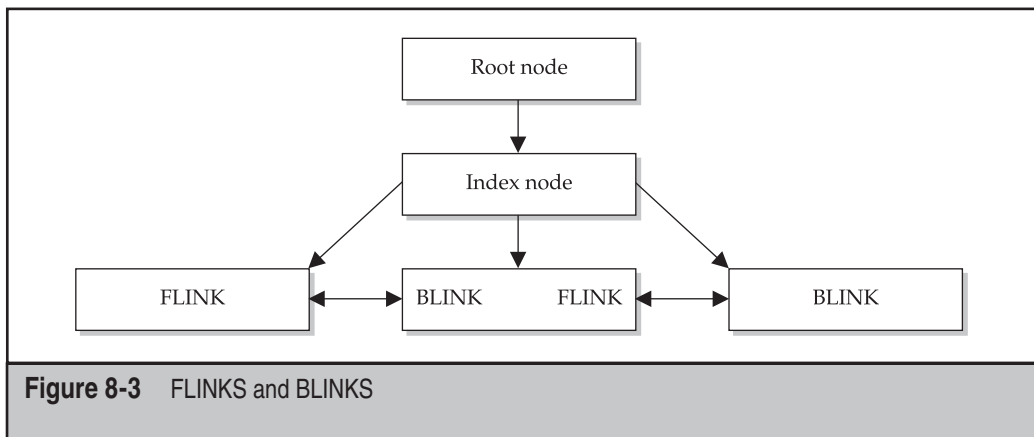 Root node
Index node
FLINK
BLINK FLINK
BLINK
Figure 8-3 FLINKS and BLINKS